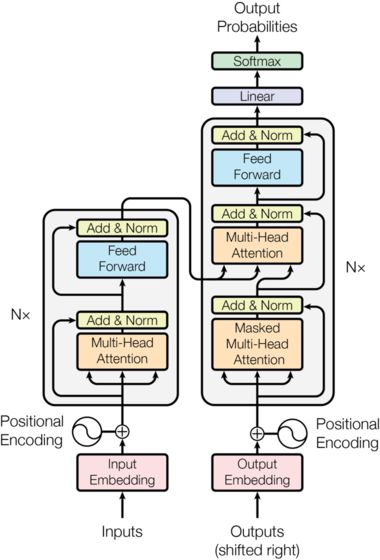 Output
Probabilities
Softmax
Linear
Add & Norm
Feed
Forward
Add & Norm
Multi-Head
Attention
Add & Norm
Masked
Multi-Head
Attention
N×
Add & Norm
Feed
Forward
Add & Norm
Multi-Head
Attention
N×
Positional
Encoding
Positional
Encoding
Input
Embedding
Output
Embedding
Inputs
Outputs
(shifted right)